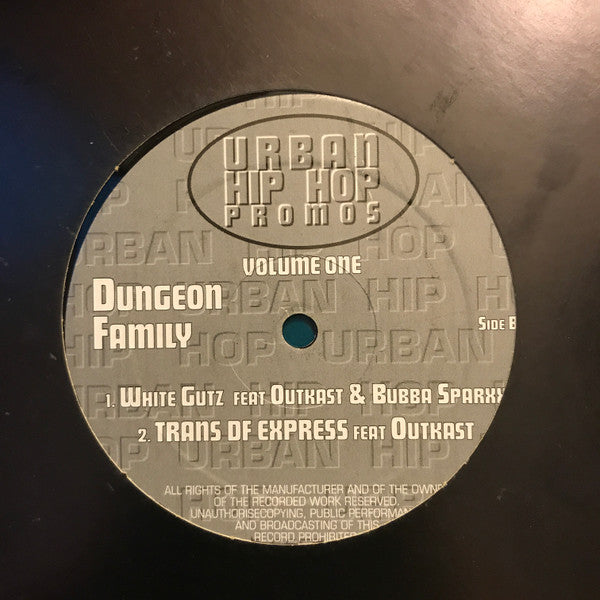 URBAN
HIP HOP
PROMOS
VOLUME ONE
DUNGEON
FAMILY
SIDE B
1. WHITE GUTZ FEAT OUTKAST & BUBBA SPARXX
2. TRANS DF EXPRESS FEAT OUTKAST
ALL RIGHTS OF THE MANUFACTURER AND OF THE OWN
OF THE RECORDED WORK RESERVED.
UNAUTHORISECOPYING, PUBLIC PERFORMAN
AND BROADCASTING OF THIS
RECORD PROHIBITE